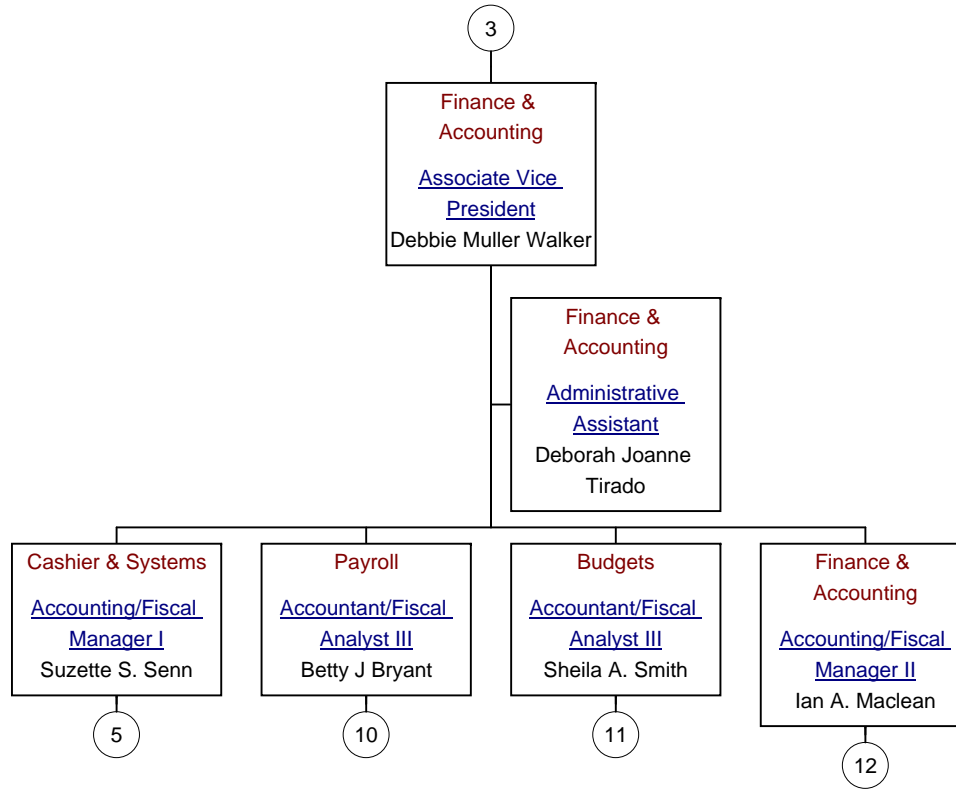 3
Finance &
Accounting
Associate Vice
President
Debbie Muller Walker
Finance &
Accounting
Administrative
Assistant
Deborah Joanne
Tirado
Cashier & Systems
Accounting/Fiscal
Manager I
Suzette S. Senn
5
Payroll
Accountant/Fiscal
Analyst III
Betty J Bryant
10
Budgets
Accountant/Fiscal
Analyst III
Sheila A. Smith
11
Finance &
Accounting
Accounting/Fiscal
Manager II
Ian A. Maclean
12